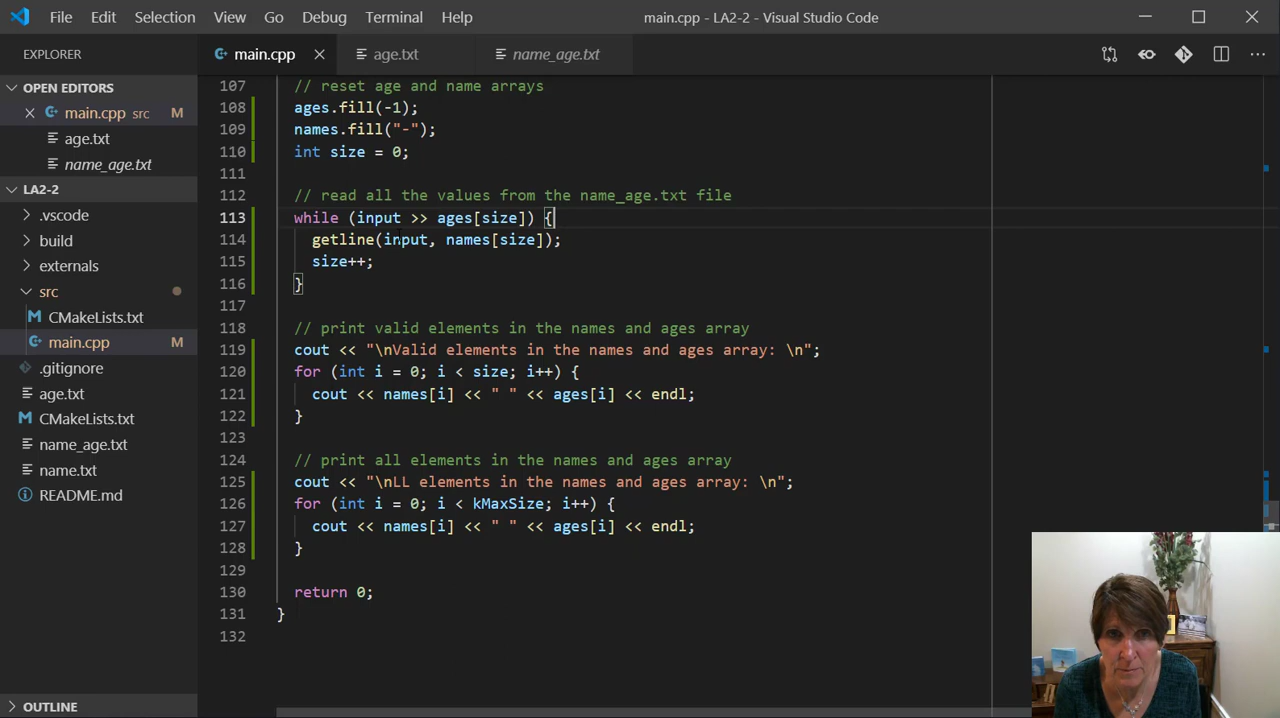 File Edit Selection View Go Debug Terminal Help main.cpp - LA2-2 - Visual Studio Code
EXPLORER
main.cpp age.txt name_age.txt
OPEN EDITORS
main.cpp src M
age.txt
name_age.txt
LA2-2
.vscode
build
externals
src
CMakeLists.txt
main.cpp M
.gitignore
age.txt
CMakeLists.txt
name_age.txt
name.txt
README.md
OUTLINE
107 // reset age and name arrays
108 ages.fill(-1);
109 names.fill("-");
110 int size = 0;
111
112 // read all the values from the name_age.txt file
113 while (input >> ages[size]) {
114 getline(input, names[size]);
115 size++;
116 }
117
118 // print valid elements in the names and ages array
119 cout << "\nValid elements in the names and ages array: \n";
120 for (int i = 0; i < size; i++) {
121 cout << names[i] << " " << ages[i] << endl;
122 }
123
124 // print all elements in the names and ages array
125 cout << "\nLL elements in the names and ages array: \n";
126 for (int i = 0; i < kMaxSize; i++) {
127 cout << names[i] << " " << ages[i] << endl;
128 }
129
130 return 0;
131 }
132